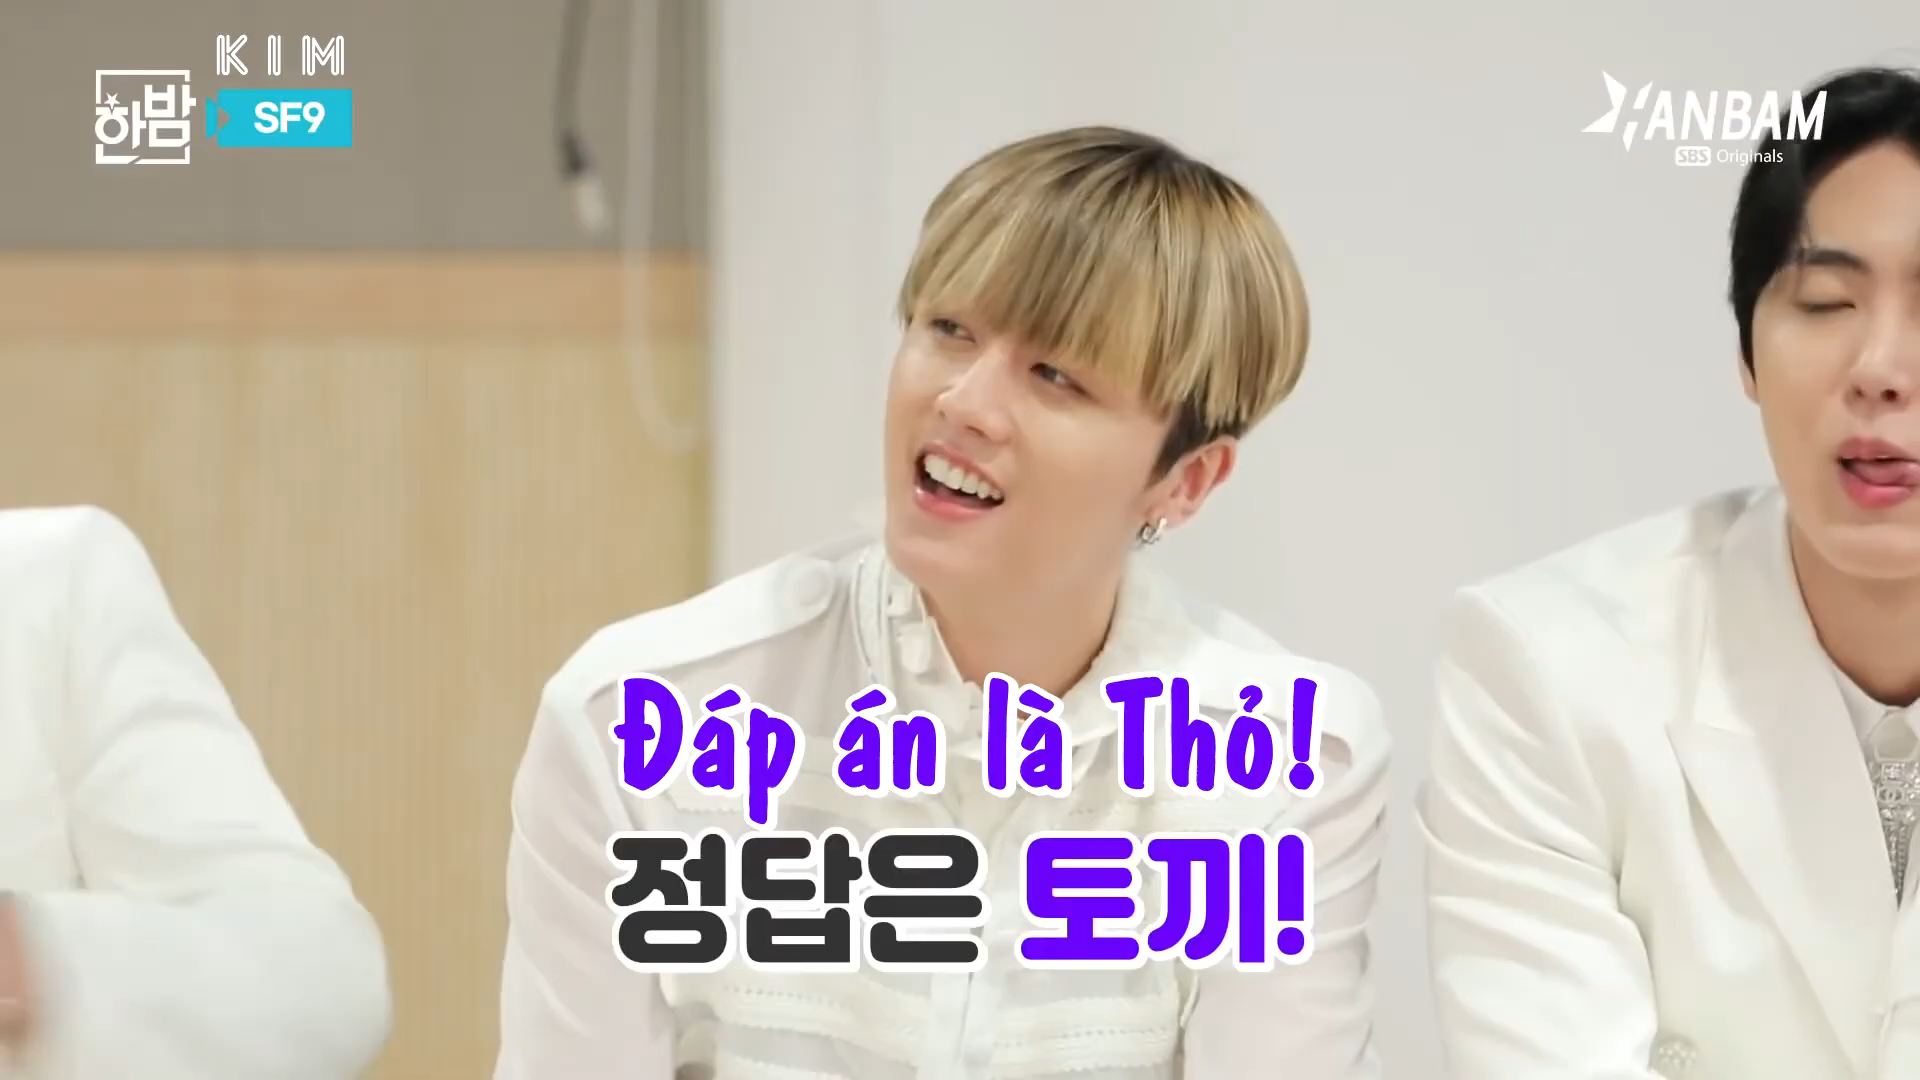 KIM
하밤
SF9
HANBAM
SBS Originals
Đáp án là Thỏ!
정답은 토끼!